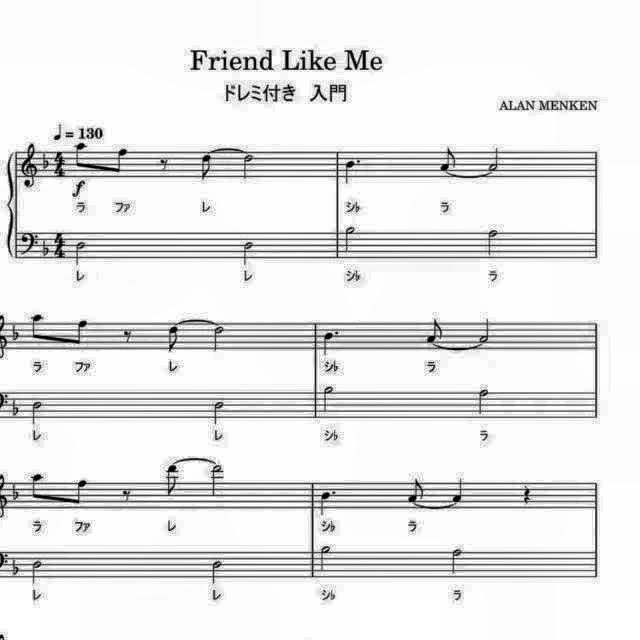 Friend Like Me
ドレミ付き 入門
ALAN MENKEN
♩ = 130
f
ラ ファ レ シ♭ ラ
レ レ シ♭ ラ
ラ ファ レ シ♭ ラ
レ レ シ♭ ラ
ラ ファ レ シ♭ ラ
レ レ シ♭ ラ